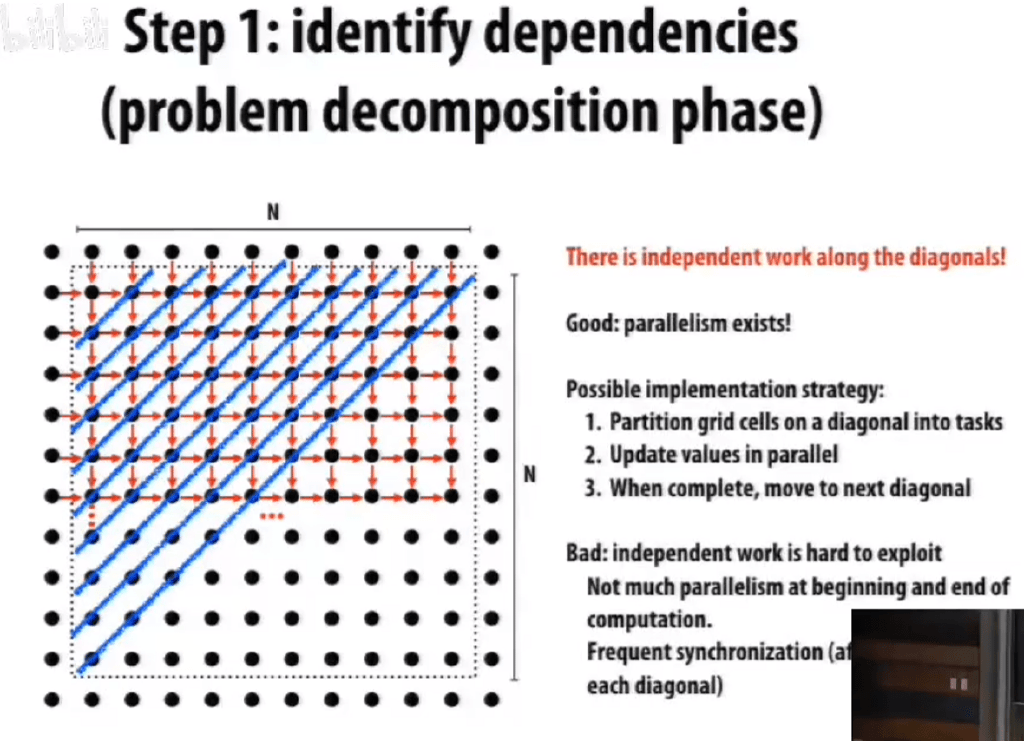 bilibili
Step 1: identify dependencies
(problem decomposition phase)
N
There is independent work along the diagonals!
Good: parallelism exists!
Possible implementation strategy:
1. Partition grid cells on a diagonal into tasks
2. Update values in parallel
3. When complete, move to next diagonal
N
...
Bad: independent work is hard to exploit
Not much parallelism at beginning and end of
computation.
Frequent synchronization (af
each diagonal)